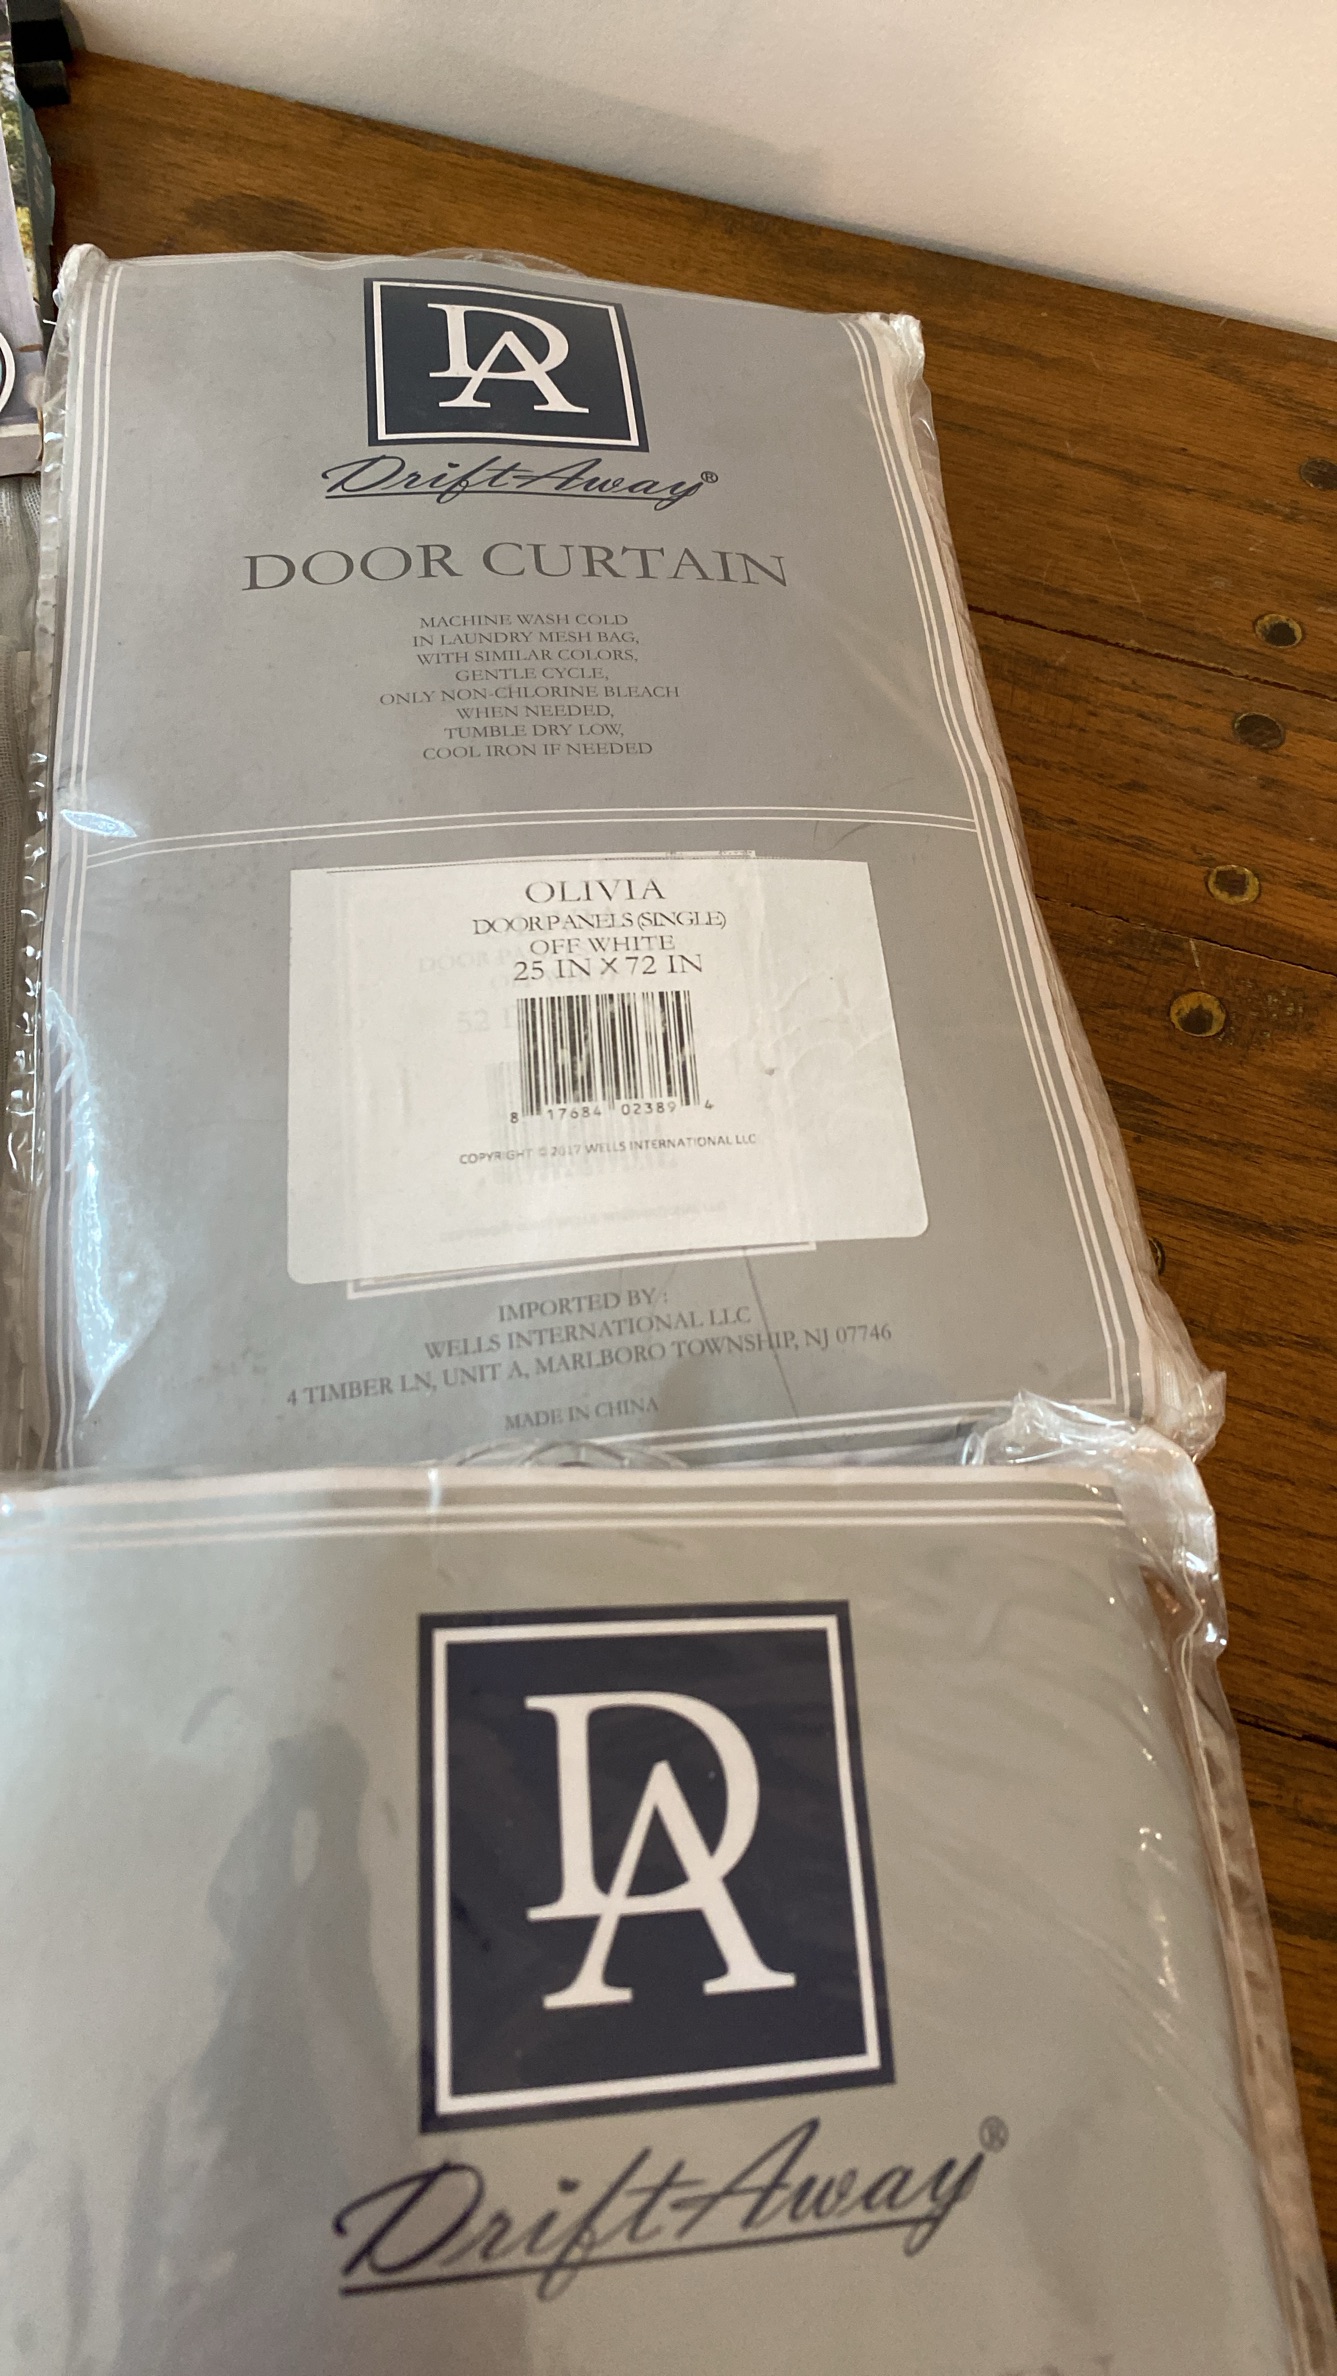 DA
Drift Away®
DOOR CURTAIN
MACHINE WASH COLD
IN LAUNDRY MESH BAG,
WITH SIMILAR COLORS,
GENTLE CYCLE,
ONLY NON-CHLORINE BLEACH
WHEN NEEDED,
TUMBLE DRY LOW,
COOL IRON IF NEEDED
OLIVIA
DOOR PANELS (SINGLE)
OFF WHITE
25 IN X 72 IN
8 17684 02389 4
COPYRIGHT © 2017 WELLS INTERNATIONAL LLC
IMPORTED BY :
WELLS INTERNATIONAL LLC
4 TIMBER LN, UNIT A, MARLBORO TOWNSHIP, NJ 07746
MADE IN CHINA
DA
Drift Away®